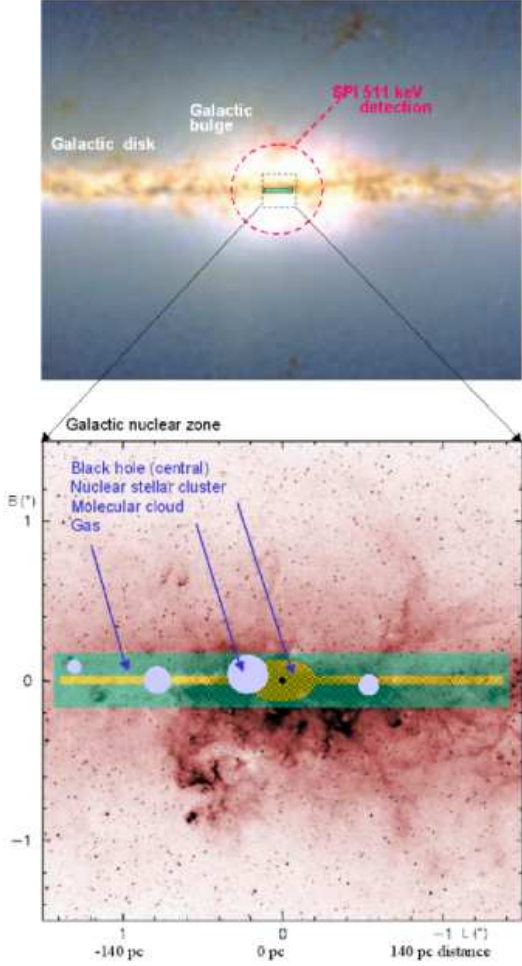 SPI 511 keV
detection
Galactic
bulge
Galactic disk
Galactic nuclear zone
Black hole (central)
Nuclear stellar cluster
Molecular cloud
Gas
B (°)
1
0
−1
1 0 −1 L (°)
-140 pc 0 pc 140 pc distance